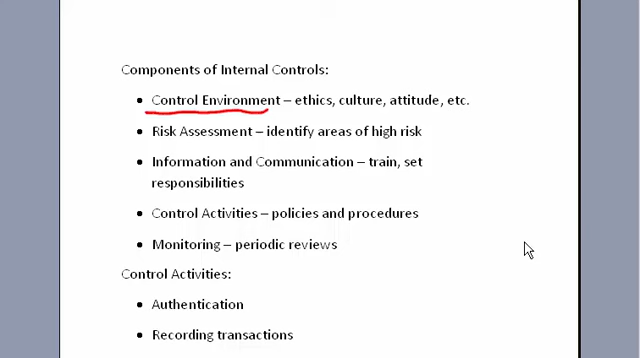 Components of Internal Controls:
• Control Environment – ethics, culture, attitude, etc.
• Risk Assessment – identify areas of high risk
• Information and Communication – train, set
responsibilities
• Control Activities – policies and procedures
• Monitoring – periodic reviews
Control Activities:
• Authentication
• Recording transactions